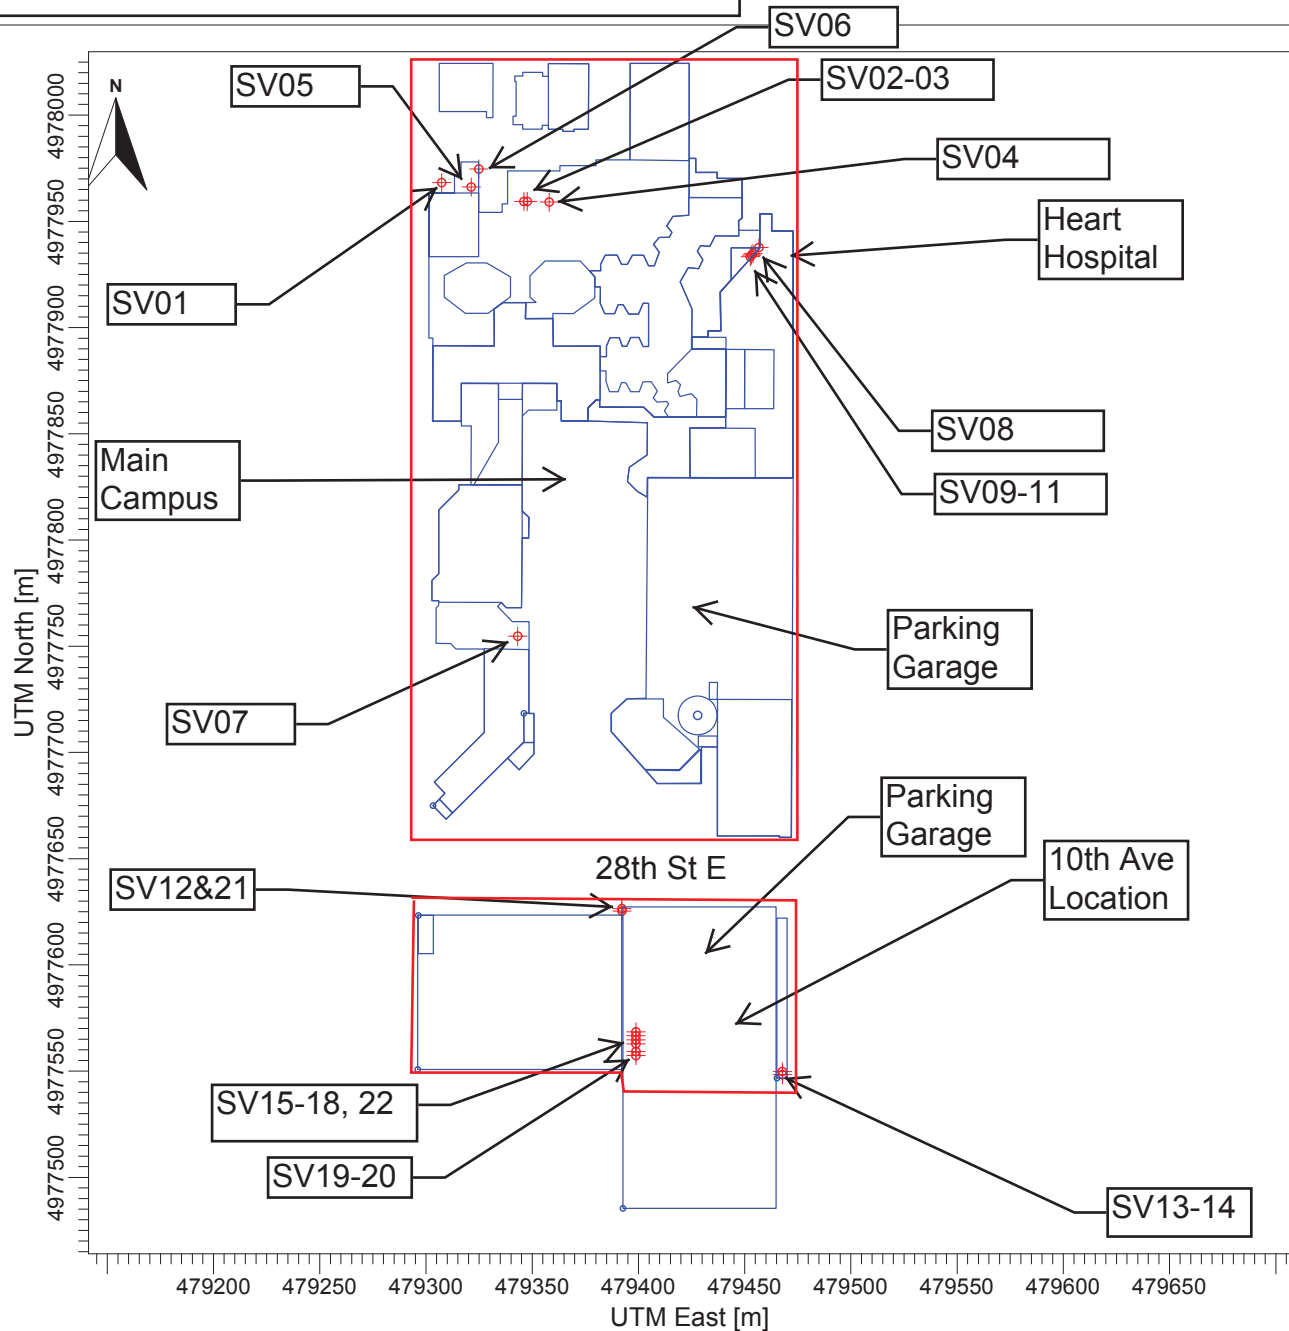 SV06
SV02-03
SV05
N
SV04
Heart
Hospital
SV01
SV08
SV09-11
Main
Campus
Parking
Garage
SV07
Parking
Garage
28th St E
10th Ave
Location
SV12&21
SV15-18, 22
SV19-20
SV13-14
UTM North [m]
4978000
4977950
4977900
4977850
4977800
4977750
4977700
4977650
4977600
4977550
4977500
479200
479250
479300
479350
479400
479450
479500
479550
479600
479650
UTM East [m]